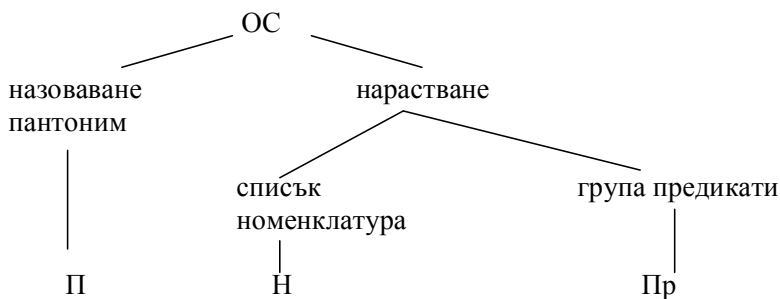 ОС
назоваване
пантоним
нарастване
списък
номенклатура
група предикати
П
Н
Пр